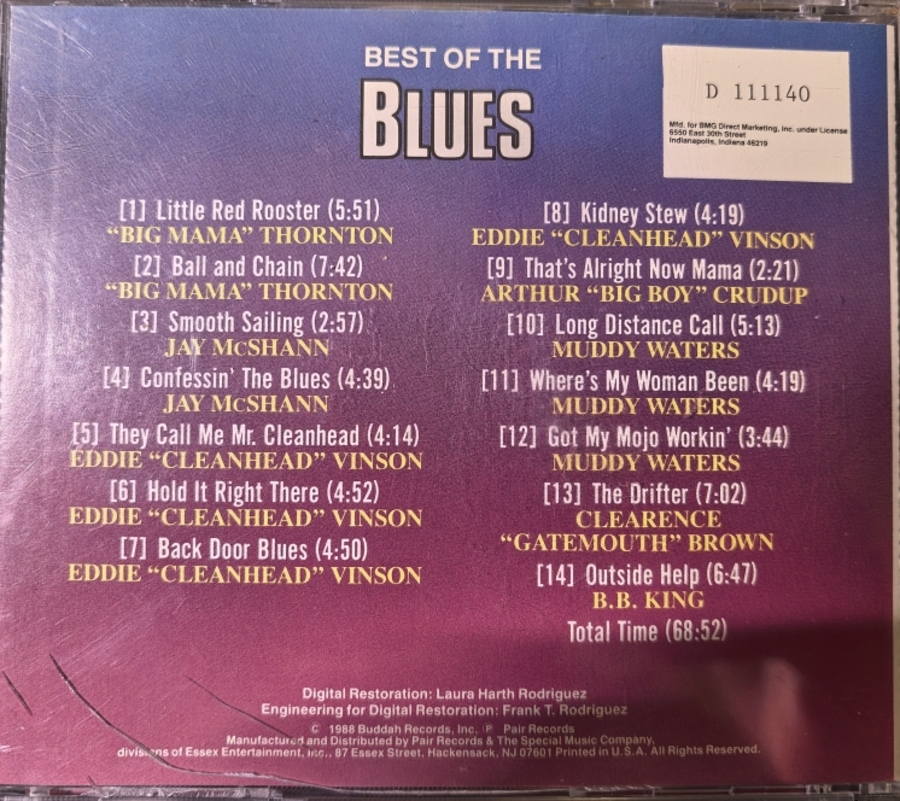 BEST OF THE
BLUES
D 111140
Mfd. for BMG Direct Marketing, Inc. under License
6550 East 30th Street
Indianapolis, Indiana 46219
[1] Little Red Rooster (5:51)
“BIG MAMA” THORNTON
[2] Ball and Chain (7:42)
“BIG MAMA” THORNTON
[3] Smooth Sailing (2:57)
JAY McSHANN
[4] Confessin’ The Blues (4:39)
JAY McSHANN
[5] They Call Me Mr. Cleanhead (4:14)
EDDIE “CLEANHEAD” VINSON
[6] Hold It Right There (4:52)
EDDIE “CLEANHEAD” VINSON
[7] Back Door Blues (4:50)
EDDIE “CLEANHEAD” VINSON
[8] Kidney Stew (4:19)
EDDIE “CLEANHEAD” VINSON
[9] That’s Alright Now Mama (2:21)
ARTHUR “BIG BOY” CRUDUP
[10] Long Distance Call (5:13)
MUDDY WATERS
[11] Where’s My Woman Been (4:19)
MUDDY WATERS
[12] Got My Mojo Workin’ (3:44)
MUDDY WATERS
[13] The Drifter (7:02)
CLEARENCE
“GATEMOUTH” BROWN
[14] Outside Help (6:47)
B.B. KING
Total Time (68:52)
Digital Restoration: Laura Harth Rodriguez
Engineering for Digital Restoration: Frank T. Rodriguez
© 1988 Buddah Records, Inc. ℗ Pair Records
Manufactured and Distributed by Pair Records & The Special Music Company,
divisions of Essex Entertainment, Inc., 87 Essex Street, Hackensack, NJ 07601 Printed in U.S.A. All Rights Reserved.